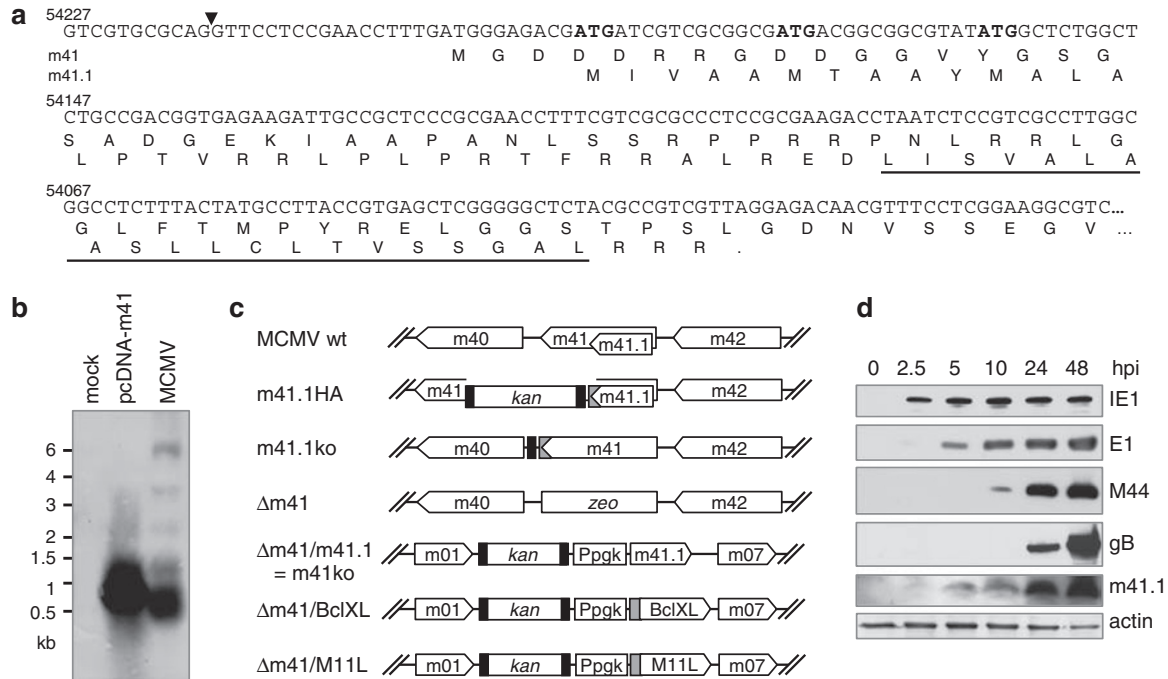 a
54227
GTCGTGCGCAGGTTCCTCCGAACCTTTGATGGGAGACGATGATCGTCGCGGCGATGACGGCGGCGTATATGGCTCTGGCT
m41 M G D D D R R G D D G G V Y G S G
m41.1 M I V A A M T A A Y M A L A
54147
CTGCCGACGGTGAGAAGATTGCCGCTCCCGCGAACCTTTCGTCGCGCCCTCCGCGAAGACCTAATCTCCGTCGCCTTGGC
S A D G E K I A A P A N L S S R P P R R P N L R R L G
L P T V R R L P L P R T F R R A L R E D L I S V A L A
54067
GGCCTCTTTACTATGCCTTACCGTGAGCTCGGGGGCTCTACGCCGTCGTTAGGAGACAACGTTTCCTCGGAAGGCGTC...
G L F T M P Y R E L G G S T P S L G D N V S S E G V ...
A S L L C L T V S S G A L R R R .
b
mock
pcDNA-m41
MCMV
6
4
3
2
1.5
1
0.5
kb
c
MCMV wt m40 m41 m41.1 m42
m41.1HA m41 kan m41.1 m42
m41.1ko m40 m41 m42
Δm41 m40 zeo m42
Δm41/m41.1 m01 kan Ppgk m41.1 m07
= m41ko
Δm41/BclXL m01 kan Ppgk BclXL m07
Δm41/M11L m01 kan Ppgk M11L m07
d
0 2.5 5 10 24 48 hpi
IE1
E1
M44
gB
m41.1
actin